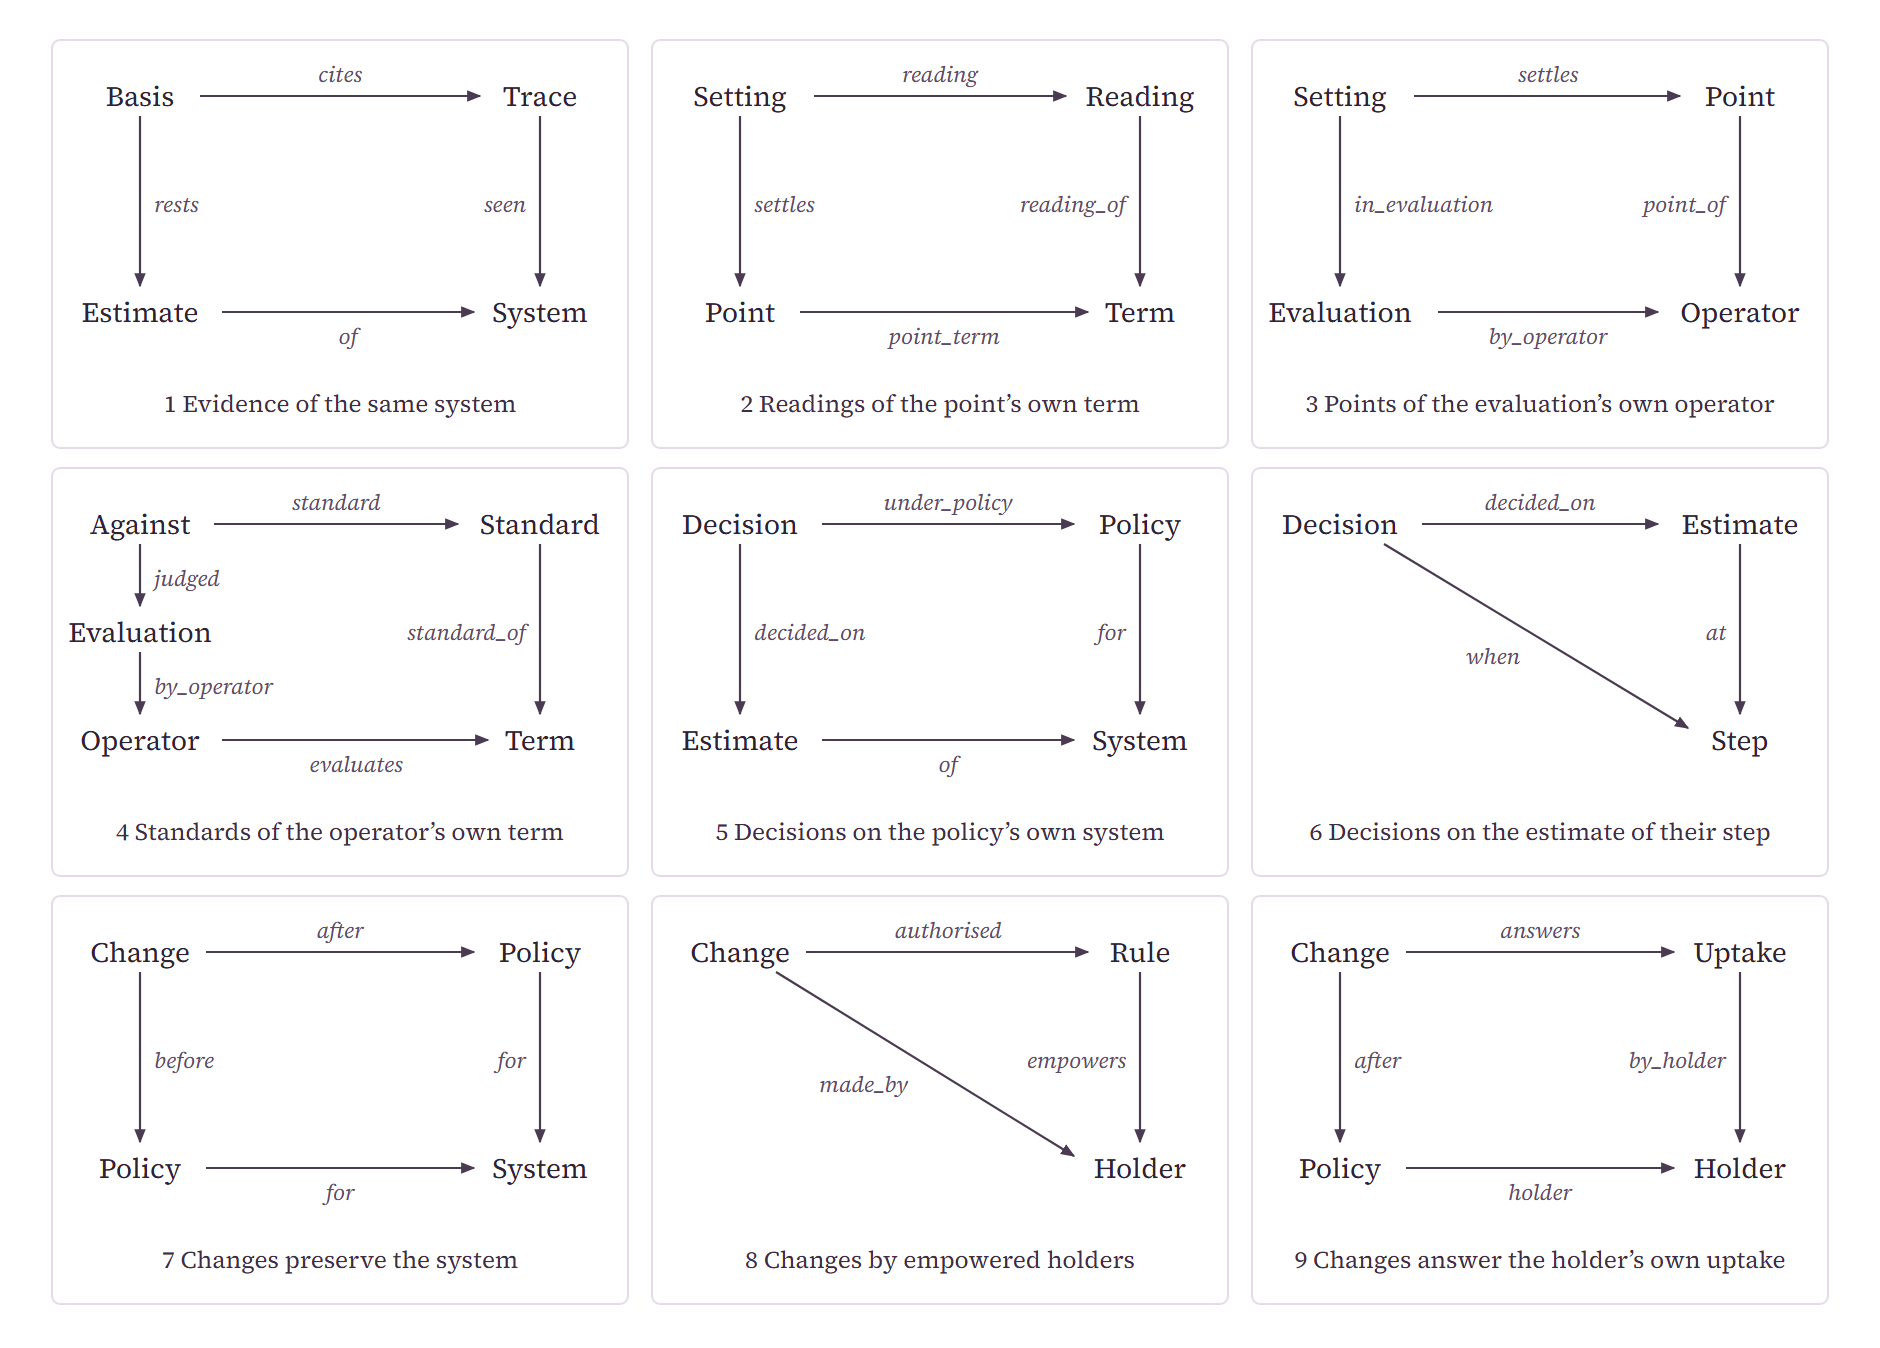 cites
Basis
Trace
rests
seen
Estimate
System
of
1 Evidence of the same system
reading
Setting
Reading
settles
reading_of
Point
Term
point_term
2 Readings of the point’s own term
settles
Setting
Point
in_evaluation
point_of
Evaluation
Operator
by_operator
3 Points of the evaluation’s own operator
standard
Against
Standard
judged
Evaluation
standard_of
by_operator
Operator
Term
evaluates
4 Standards of the operator’s own term
under_policy
Decision
Policy
decided_on
for
Estimate
System
of
5 Decisions on the policy’s own system
decided_on
Decision
Estimate
at
when
Step
6 Decisions on the estimate of their step
after
Change
Policy
before
for
Policy
System
for
7 Changes preserve the system
authorised
Change
Rule
empowers
made_by
Holder
8 Changes by empowered holders
answers
Change
Uptake
after
by_holder
Policy
Holder
holder
9 Changes answer the holder’s own uptake